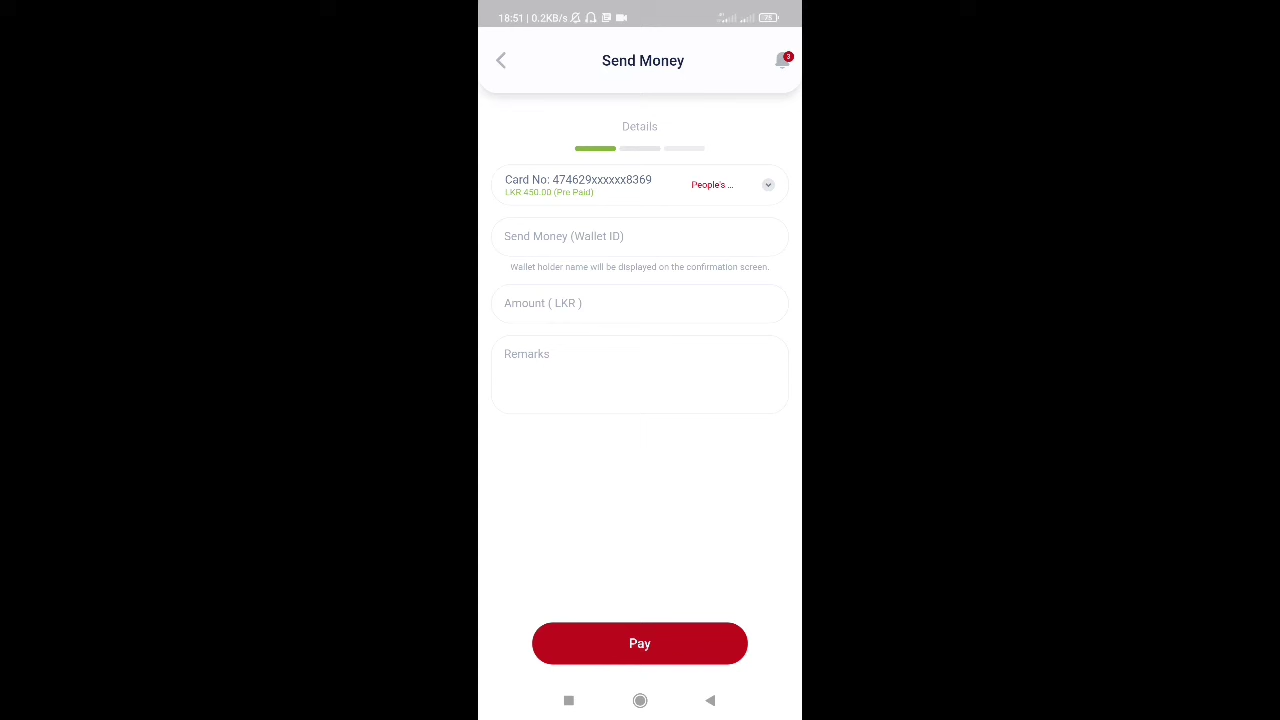 18:51 | 0.2KB/s
Send Money
3
Details
Card No: 474629xxxxxx8369
LKR 450.00 (Pre Paid)
People's ...
Send Money (Wallet ID)
Wallet holder name will be displayed on the confirmation screen.
Amount ( LKR )
Remarks
Pay